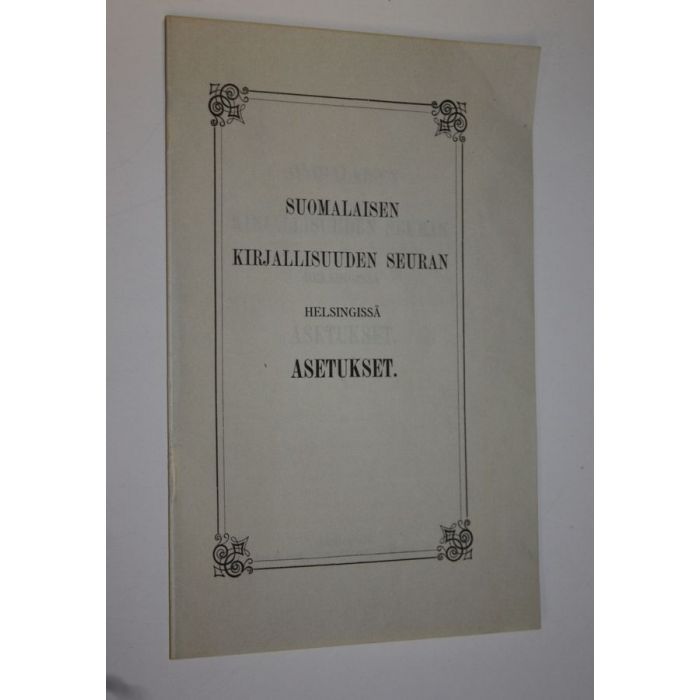 SUOMALAISEN
KIRJALLISUUDEN SEURAN
HELSINGISSÄ
ASETUKSET.